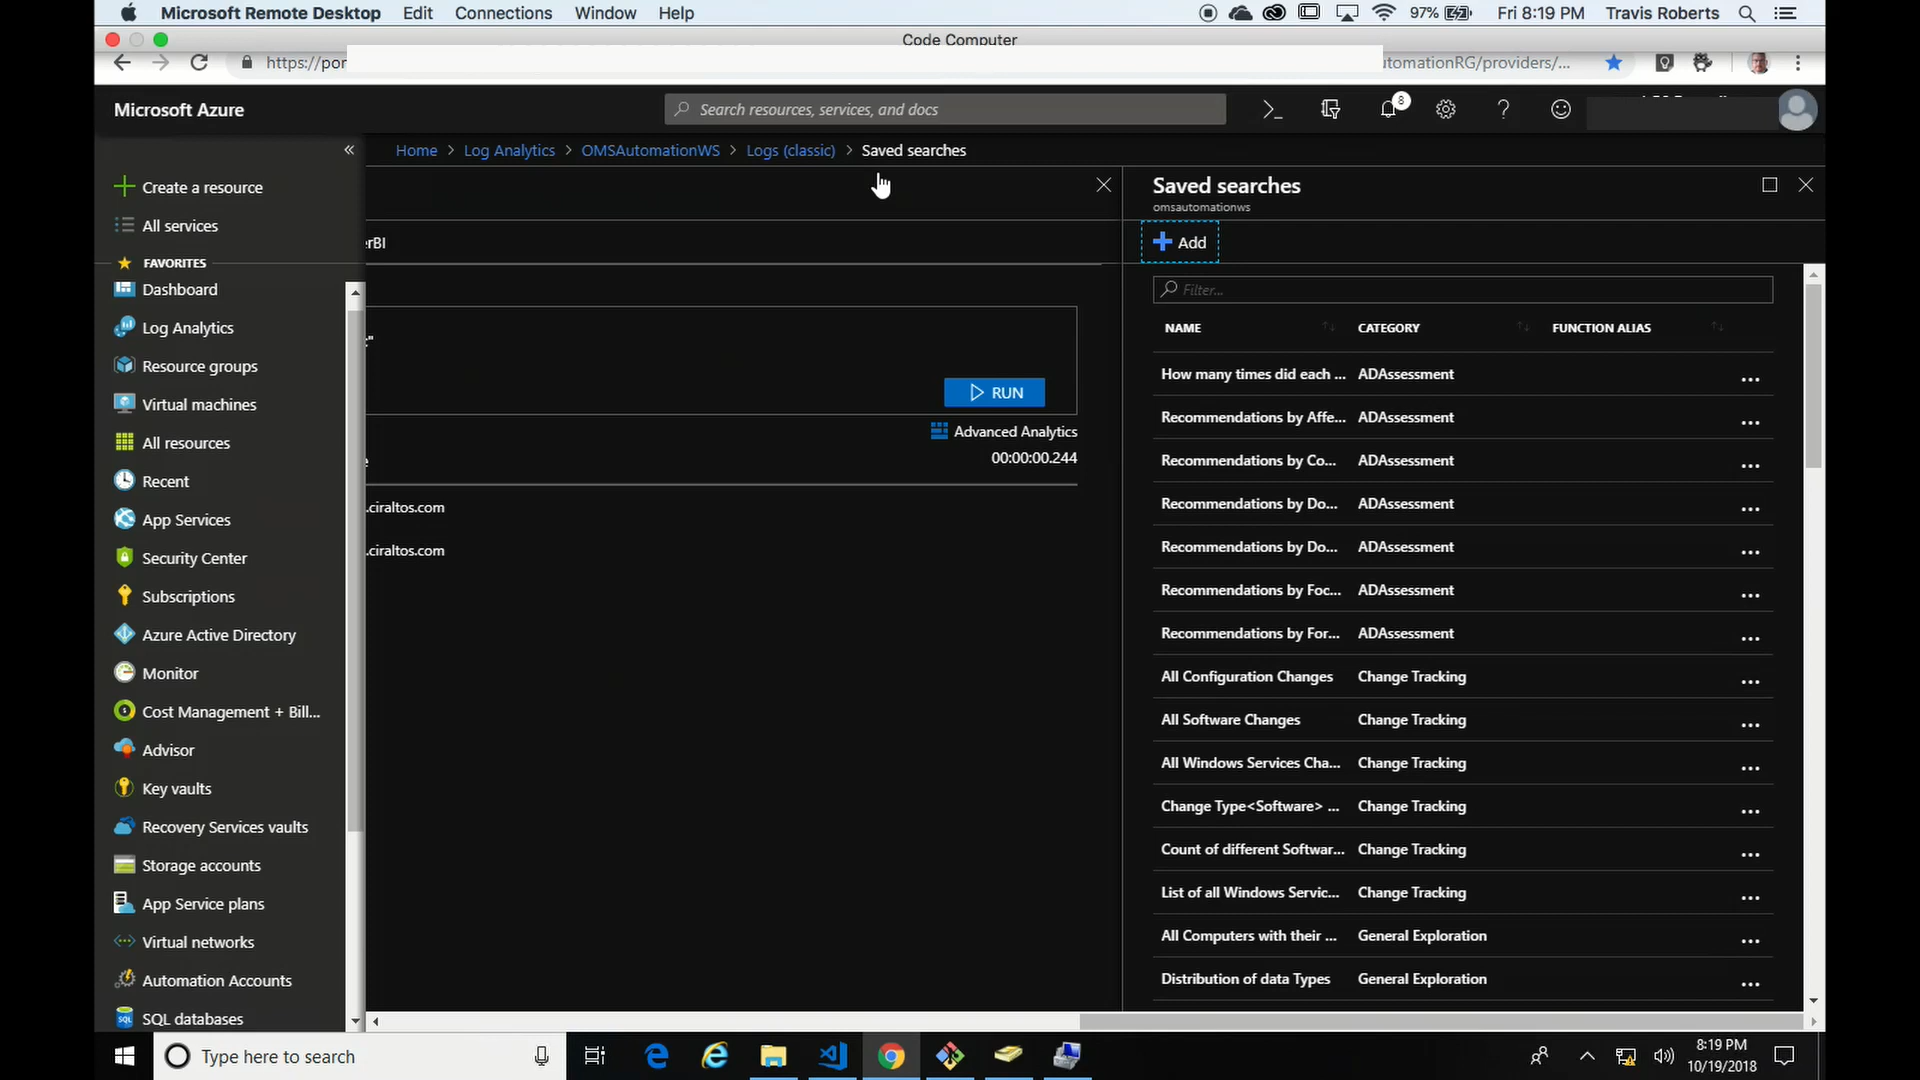 Microsoft Remote Desktop Edit Connections Window Help 97% Fri 8:19 PM Travis Roberts
Code Computer
https://por
utomationRG/providers/...
Microsoft Azure
Search resources, services, and docs
8
Home > Log Analytics > OMSAutomationWS > Logs (classic) > Saved searches
Create a resource
All services
FAVORITES
Dashboard
Log Analytics
Resource groups
Virtual machines
All resources
Recent
App Services
Security Center
Subscriptions
Azure Active Directory
Monitor
Cost Management + Bill...
Advisor
Key vaults
Recovery Services vaults
Storage accounts
App Service plans
Virtual networks
Automation Accounts
SQL databases
erBI
RUN
Advanced Analytics
00:00:00.244
e
.ciraltos.com
.ciraltos.com
Saved searches
omsautomationws
Add
Filter...
NAME CATEGORY FUNCTION ALIAS
How many times did each ... ADAssessment
Recommendations by Affe... ADAssessment
Recommendations by Co... ADAssessment
Recommendations by Do... ADAssessment
Recommendations by Do... ADAssessment
Recommendations by Foc... ADAssessment
Recommendations by For... ADAssessment
All Configuration Changes Change Tracking
All Software Changes Change Tracking
All Windows Services Cha... Change Tracking
Change Type<Software> ... Change Tracking
Count of different Softwar... Change Tracking
List of all Windows Servic... Change Tracking
All Computers with their ... General Exploration
Distribution of data Types General Exploration
Type here to search
8:19 PM
10/19/2018